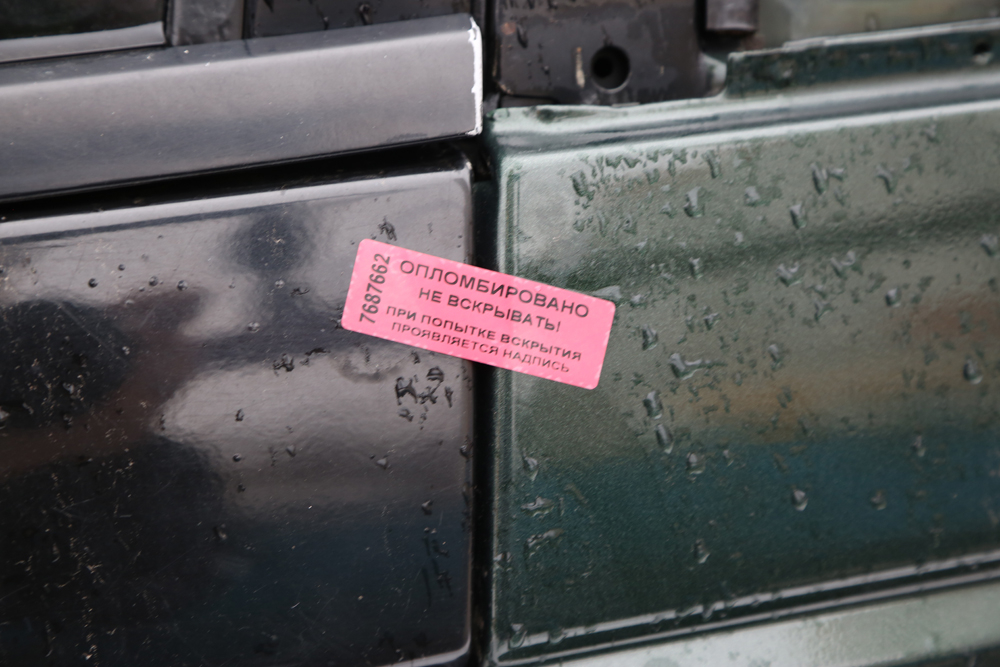 7687662
ОПЛОМБИРОВАНО
НЕ ВСКРЫВАТЬ!
ПРИ ПОПЫТКЕ ВСКРЫТИЯ
ПРОЯВЛЯЕТСЯ НАДПИСЬ